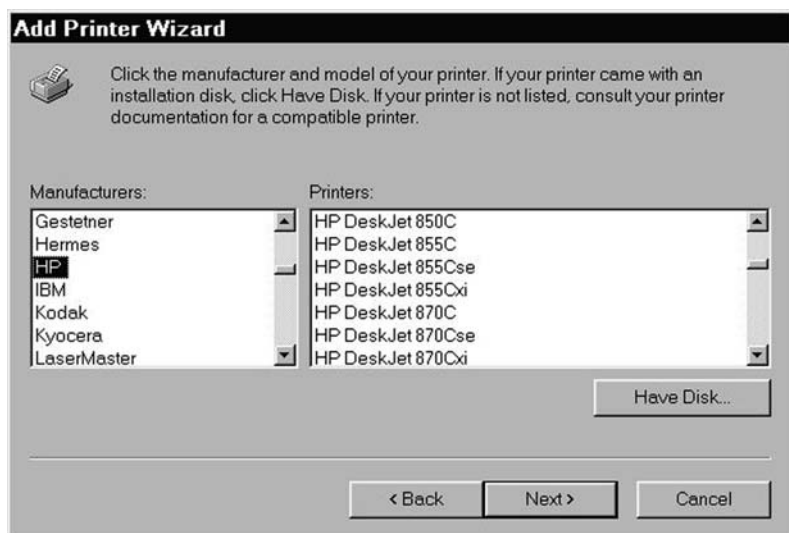 Add Printer Wizard
Click the manufacturer and model of your printer. If your printer came with an
installation disk, click Have Disk. If your printer is not listed, consult your printer
documentation for a compatible printer.
Manufacturers:
Gestetner
Hermes
HP
IBM
Kodak
Kyocera
LaserMaster
Printers:
HP DeskJet 850C
HP DeskJet 855C
HP DeskJet 855Cse
HP DeskJet 855Cxi
HP DeskJet 870C
HP DeskJet 870Cse
HP DeskJet 870Cxi
Have Disk...
< Back
Next >
Cancel